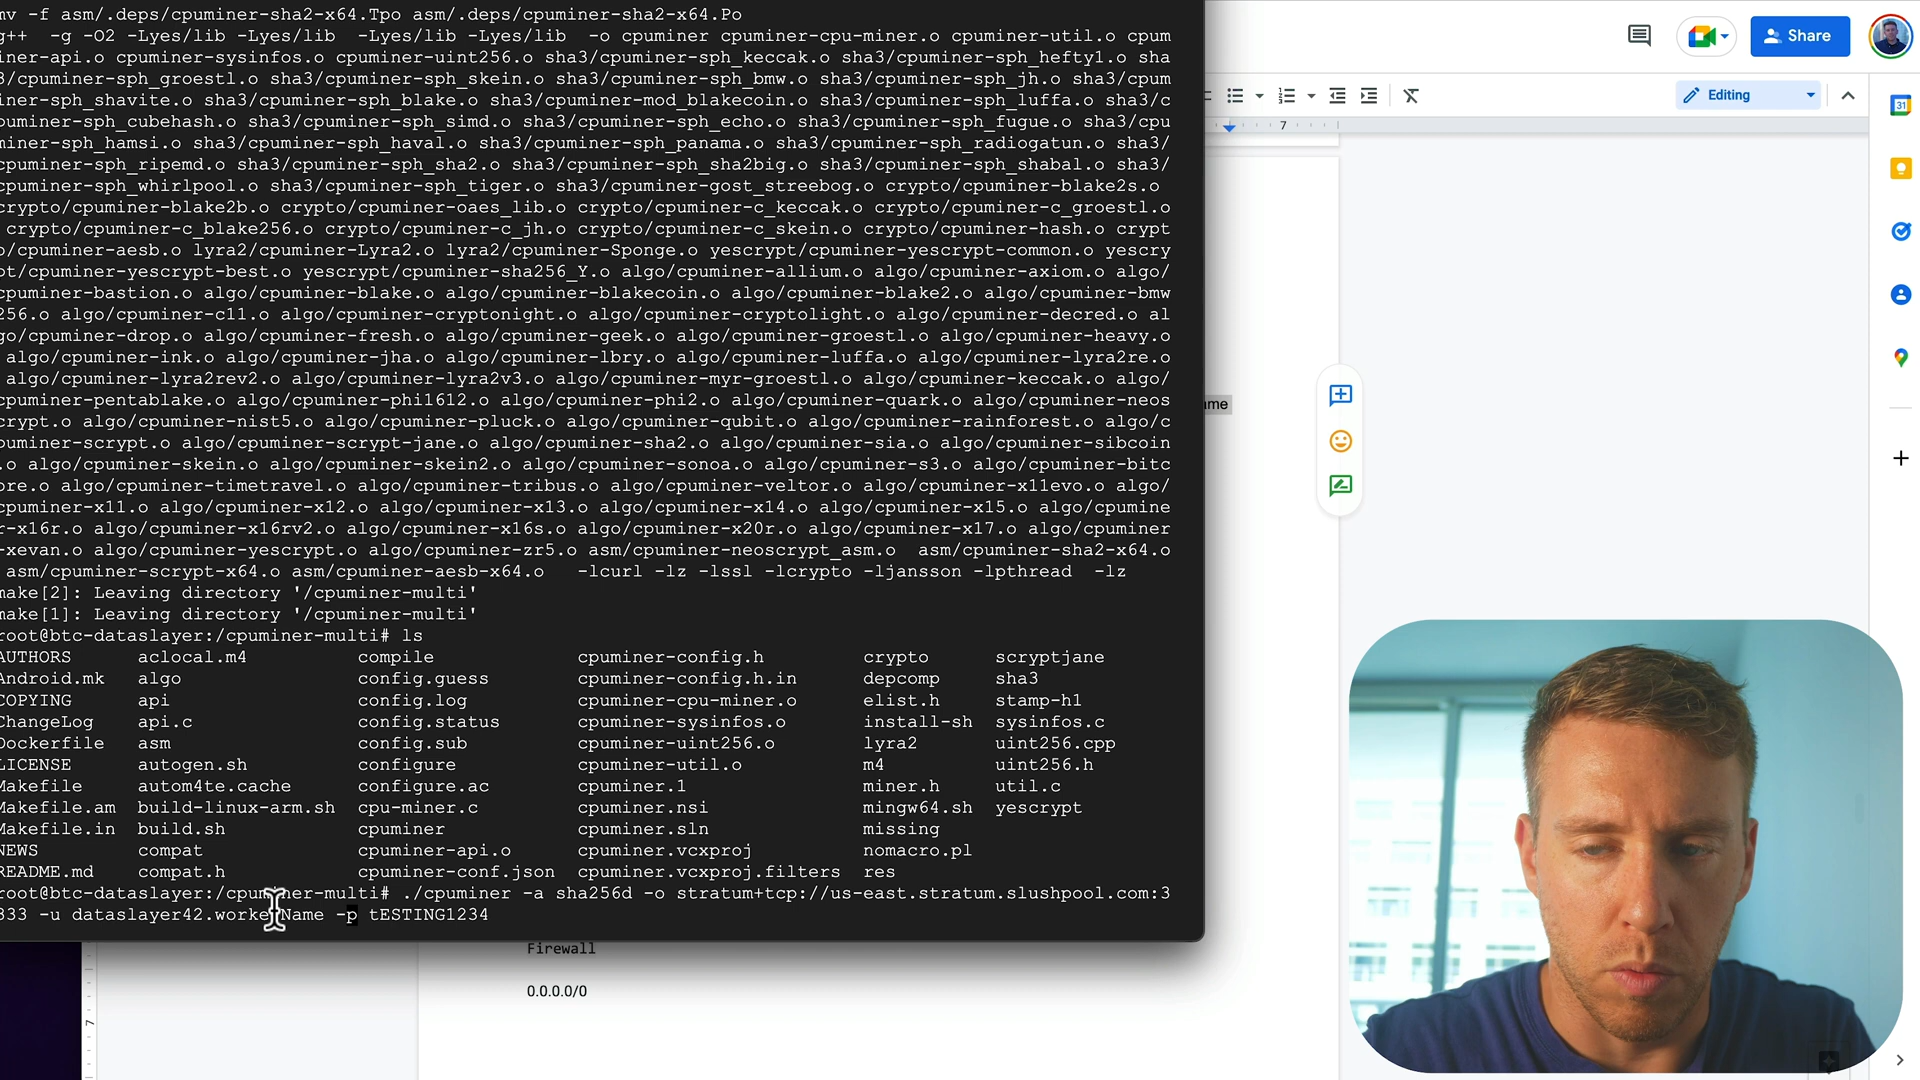 mv -f asm/.deps/cpuminer-sha2-x64.Tpo asm/.deps/cpuminer-sha2-x64.Po
g++  -g -O2 -Lyes/lib -Lyes/lib  -Lyes/lib -Lyes/lib  -o cpuminer cpuminer-cpu-miner.o cpuminer-util.o cpum
iner-api.o cpuminer-sysinfos.o cpuminer-uint256.o sha3/cpuminer-sph_keccak.o sha3/cpuminer-sph_hefty1.o sha
3/cpuminer-sph_groestl.o sha3/cpuminer-sph_skein.o sha3/cpuminer-sph_bmw.o sha3/cpuminer-sph_jh.o sha3/cpum
iner-sph_shavite.o sha3/cpuminer-sph_blake.o sha3/cpuminer-mod_blakecoin.o sha3/cpuminer-sph_luffa.o sha3/c
puminer-sph_cubehash.o sha3/cpuminer-sph_simd.o sha3/cpuminer-sph_echo.o sha3/cpuminer-sph_fugue.o sha3/cpu
miner-sph_hamsi.o sha3/cpuminer-sph_haval.o sha3/cpuminer-sph_panama.o sha3/cpuminer-sph_radiogatun.o sha3/
cpuminer-sph_ripemd.o sha3/cpuminer-sph_sha2.o sha3/cpuminer-sph_sha2big.o sha3/cpuminer-sph_shabal.o sha3/
cpuminer-sph_whirlpool.o sha3/cpuminer-sph_tiger.o sha3/cpuminer-gost_streebog.o crypto/cpuminer-blake2s.o
crypto/cpuminer-blake2b.o crypto/cpuminer-oaes_lib.o crypto/cpuminer-c_keccak.o crypto/cpuminer-c_groestl.o
crypto/cpuminer-c_blake256.o crypto/cpuminer-c_jh.o crypto/cpuminer-c_skein.o crypto/cpuminer-hash.o crypt
o/cpuminer-aesb.o lyra2/cpuminer-Lyra2.o lyra2/cpuminer-Sponge.o yescrypt/cpuminer-yescrypt-common.o yescry
pt/cpuminer-yescrypt-best.o yescrypt/cpuminer-sha256_Y.o algo/cpuminer-allium.o algo/cpuminer-axiom.o algo/
cpuminer-bastion.o algo/cpuminer-blake.o algo/cpuminer-blakecoin.o algo/cpuminer-blake2.o algo/cpuminer-bmw
256.o algo/cpuminer-c11.o algo/cpuminer-cryptonight.o algo/cpuminer-cryptolight.o algo/cpuminer-decred.o al
go/cpuminer-drop.o algo/cpuminer-fresh.o algo/cpuminer-geek.o algo/cpuminer-groestl.o algo/cpuminer-heavy.o
algo/cpuminer-ink.o algo/cpuminer-jha.o algo/cpuminer-lbry.o algo/cpuminer-luffa.o algo/cpuminer-lyra2re.o
algo/cpuminer-lyra2rev2.o algo/cpuminer-lyra2v3.o algo/cpuminer-myr-groestl.o algo/cpuminer-keccak.o algo/
cpuminer-pentablake.o algo/cpuminer-phi1612.o algo/cpuminer-phi2.o algo/cpuminer-quark.o algo/cpuminer-neos
crypt.o algo/cpuminer-nist5.o algo/cpuminer-pluck.o algo/cpuminer-qubit.o algo/cpuminer-rainforest.o algo/c
puminer-scrypt.o algo/cpuminer-scrypt-jane.o algo/cpuminer-sha2.o algo/cpuminer-sia.o algo/cpuminer-sibcoin
.o algo/cpuminer-skein.o algo/cpuminer-skein2.o algo/cpuminer-sonoa.o algo/cpuminer-s3.o algo/cpuminer-bitc
ore.o algo/cpuminer-timetravel.o algo/cpuminer-tribus.o algo/cpuminer-veltor.o algo/cpuminer-x11evo.o algo/
cpuminer-x11.o algo/cpuminer-x12.o algo/cpuminer-x13.o algo/cpuminer-x14.o algo/cpuminer-x15.o algo/cpumine
r-x16r.o algo/cpuminer-x16rv2.o algo/cpuminer-x16s.o algo/cpuminer-x20r.o algo/cpuminer-x17.o algo/cpuminer
-xevan.o algo/cpuminer-yescrypt.o algo/cpuminer-zr5.o asm/cpuminer-neoscrypt_asm.o  asm/cpuminer-sha2-x64.o
asm/cpuminer-scrypt-x64.o asm/cpuminer-aesb-x64.o   -lcurl -lz -lssl -lcrypto -ljansson -lpthread  -lz
make[2]: Leaving directory '/cpuminer-multi'
make[1]: Leaving directory '/cpuminer-multi'
root@btc-dataslayer:/cpuminer-multi# ls
AUTHORS aclocal.m4 compile cpuminer-config.h crypto scryptjane
Android.mk algo config.guess cpuminer-config.h.in depcomp sha3
COPYING api config.log cpuminer-cpu-miner.o elist.h stamp-h1
ChangeLog api.c config.status cpuminer-sysinfos.o install-sh sysinfos.c
Dockerfile asm config.sub cpuminer-uint256.o lyra2 uint256.cpp
LICENSE autogen.sh configure cpuminer-util.o m4 uint256.h
Makefile autom4te.cache configure.ac cpuminer.1 miner.h util.c
Makefile.am build-linux-arm.sh cpu-miner.c cpuminer.nsi mingw64.sh yescrypt
Makefile.in build.sh cpuminer cpuminer.sln missing
NEWS compat cpuminer-api.o cpuminer.vcxproj nomacro.pl
README.md compat.h cpuminer-conf.json cpuminer.vcxproj.filters res
root@btc-dataslayer:/cpuminer-multi# ./cpuminer -a sha256d -o stratum+tcp://us-east.stratum.slushpool.com:3
333 -u dataslayer42.workerName -p tESTING1234
Firewall
0.0.0.0/0
7
Share
Editing
7
ame
31